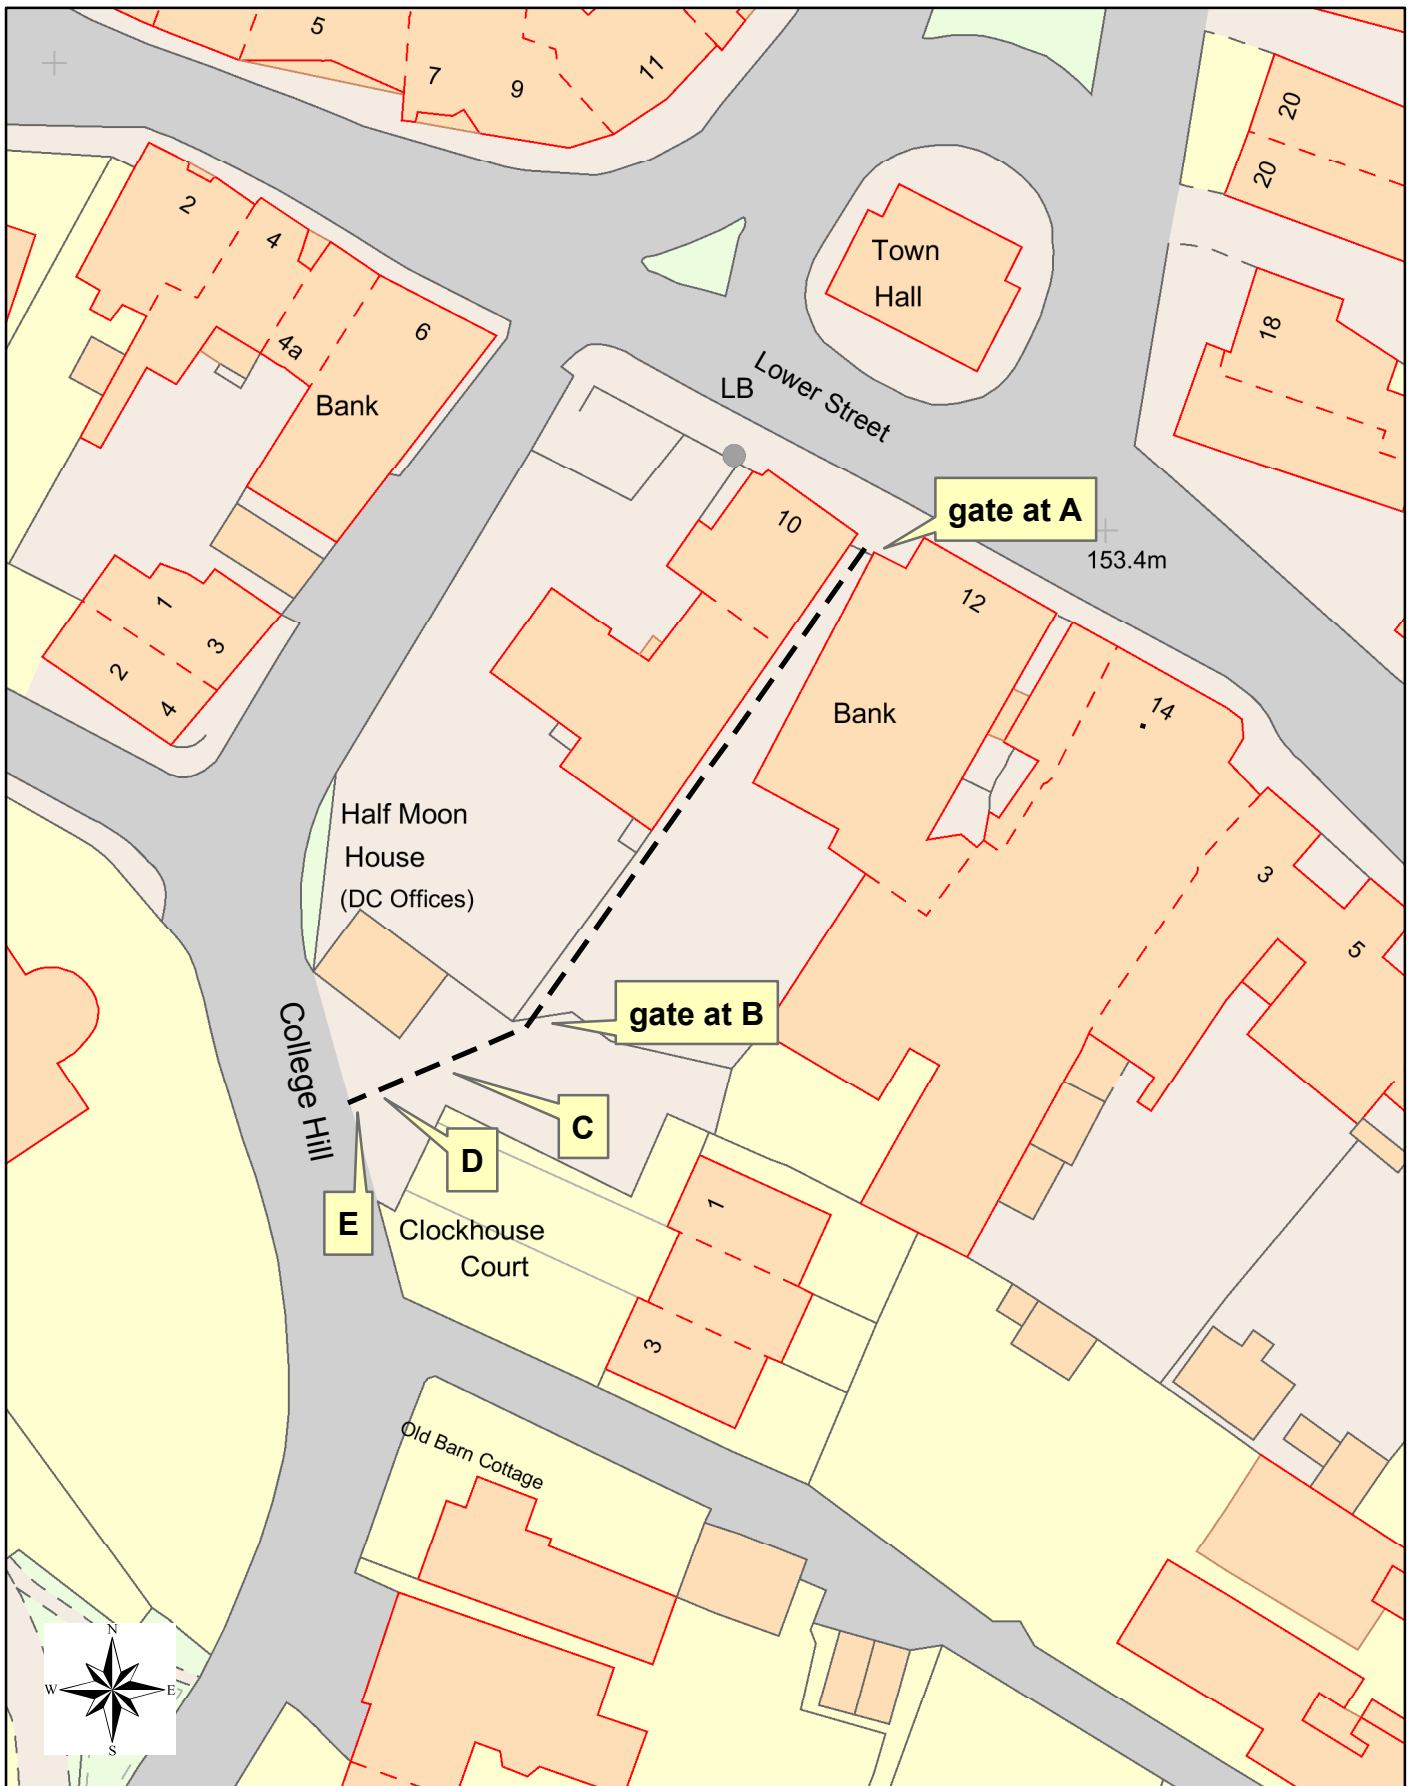 5
7
9
11
20
20
2
4
4a
6
Bank
Town
Hall
18
Lower Street
LB
gate at A
153.4m
10
12
1
3
2
4
Bank
14
Half Moon
House
(DC Offices)
3
5
gate at B
College Hill
C
D
E
Clockhouse
Court
1
3
Old Barn Cottage
N
W
E
S